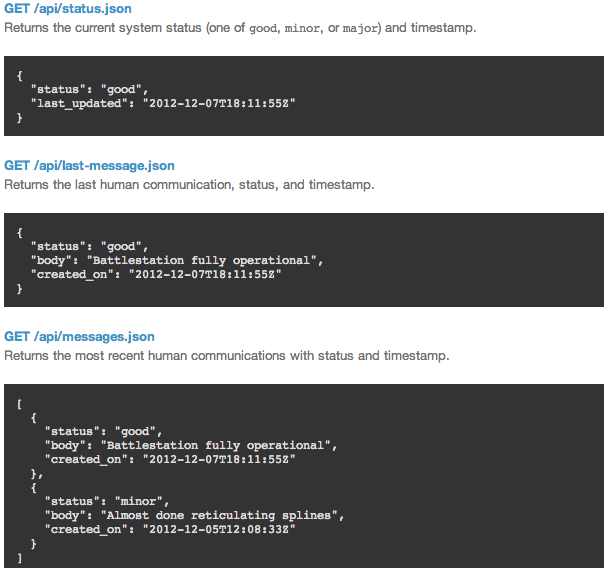 GET /api/status.json
Returns the current system status (one of good, minor, or major) and timestamp.
{
  "status": "good",
  "last_updated": "2012-12-07T18:11:55Z"
}
GET /api/last-message.json
Returns the last human communication, status, and timestamp.
{
  "status": "good",
  "body": "Battlestation fully operational",
  "created_on": "2012-12-07T18:11:55Z"
}
GET /api/messages.json
Returns the most recent human communications with status and timestamp.
[
  {
    "status": "good",
    "body": "Battlestation fully operational",
    "created_on": "2012-12-07T18:11:55Z"
  },
  {
    "status": "minor",
    "body": "Almost done reticulating splines",
    "created_on": "2012-12-05T12:08:33Z"
  }
]